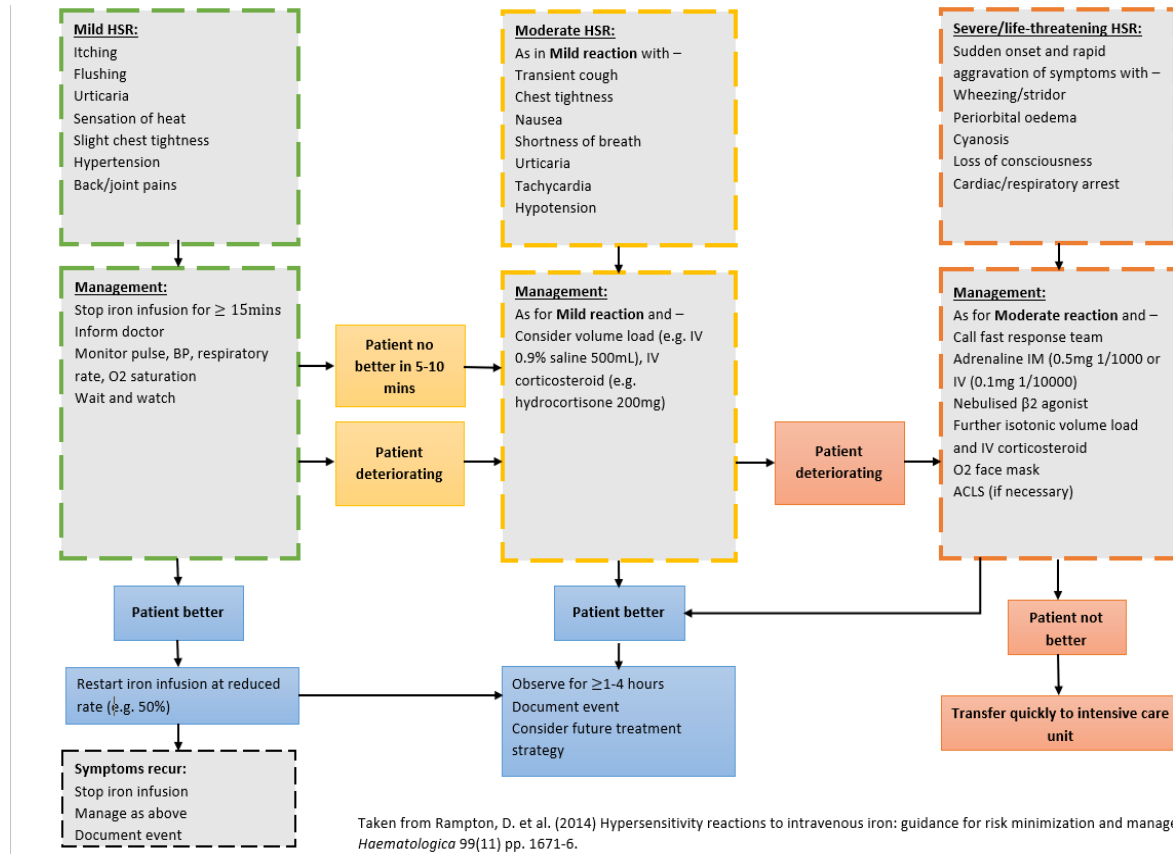 Mild HSR:
Itching
Flushing
Urticaria
Sensation of heat
Slight chest tightness
Hypertension
Back/joint pains
Moderate HSR:
As in Mild reaction with –
Transient cough
Chest tightness
Nausea
Shortness of breath
Urticaria
Tachycardia
Hypotension
Severe/life-threatening HSR:
Sudden onset and rapid
aggravation of symptoms with –
Wheezing/stridor
Periorbital oedema
Cyanosis
Loss of consciousness
Cardiac/respiratory arrest
Management:
Stop iron infusion for ≥ 15mins
Inform doctor
Monitor pulse, BP, respiratory
rate, O2 saturation
Wait and watch
Patient no
better in 5-10
mins
Patient
deteriorating
Management:
As for Mild reaction and –
Consider volume load (e.g. IV
0.9% saline 500mL), IV
corticosteroid (e.g.
hydrocortisone 200mg)
Patient
deteriorating
Management:
As for Moderate reaction and –
Call fast response team
Adrenaline IM (0.5mg 1/1000 or
IV (0.1mg 1/10000)
Nebulised β2 agonist
Further isotonic volume load
and IV corticosteroid
O2 face mask
ACLS (if necessary)
Patient better
Patient better
Patient not
better
Restart iron infusion at reduced
rate (e.g. 50%)
Observe for ≥1-4 hours
Document event
Consider future treatment
strategy
Transfer quickly to intensive care
unit
Symptoms recur:
Stop iron infusion
Manage as above
Document event
Taken from Rampton, D. et al. (2014) Hypersensitivity reactions to intravenous iron: guidance for risk minimization and manage
Haematologica 99(11) pp. 1671-6.